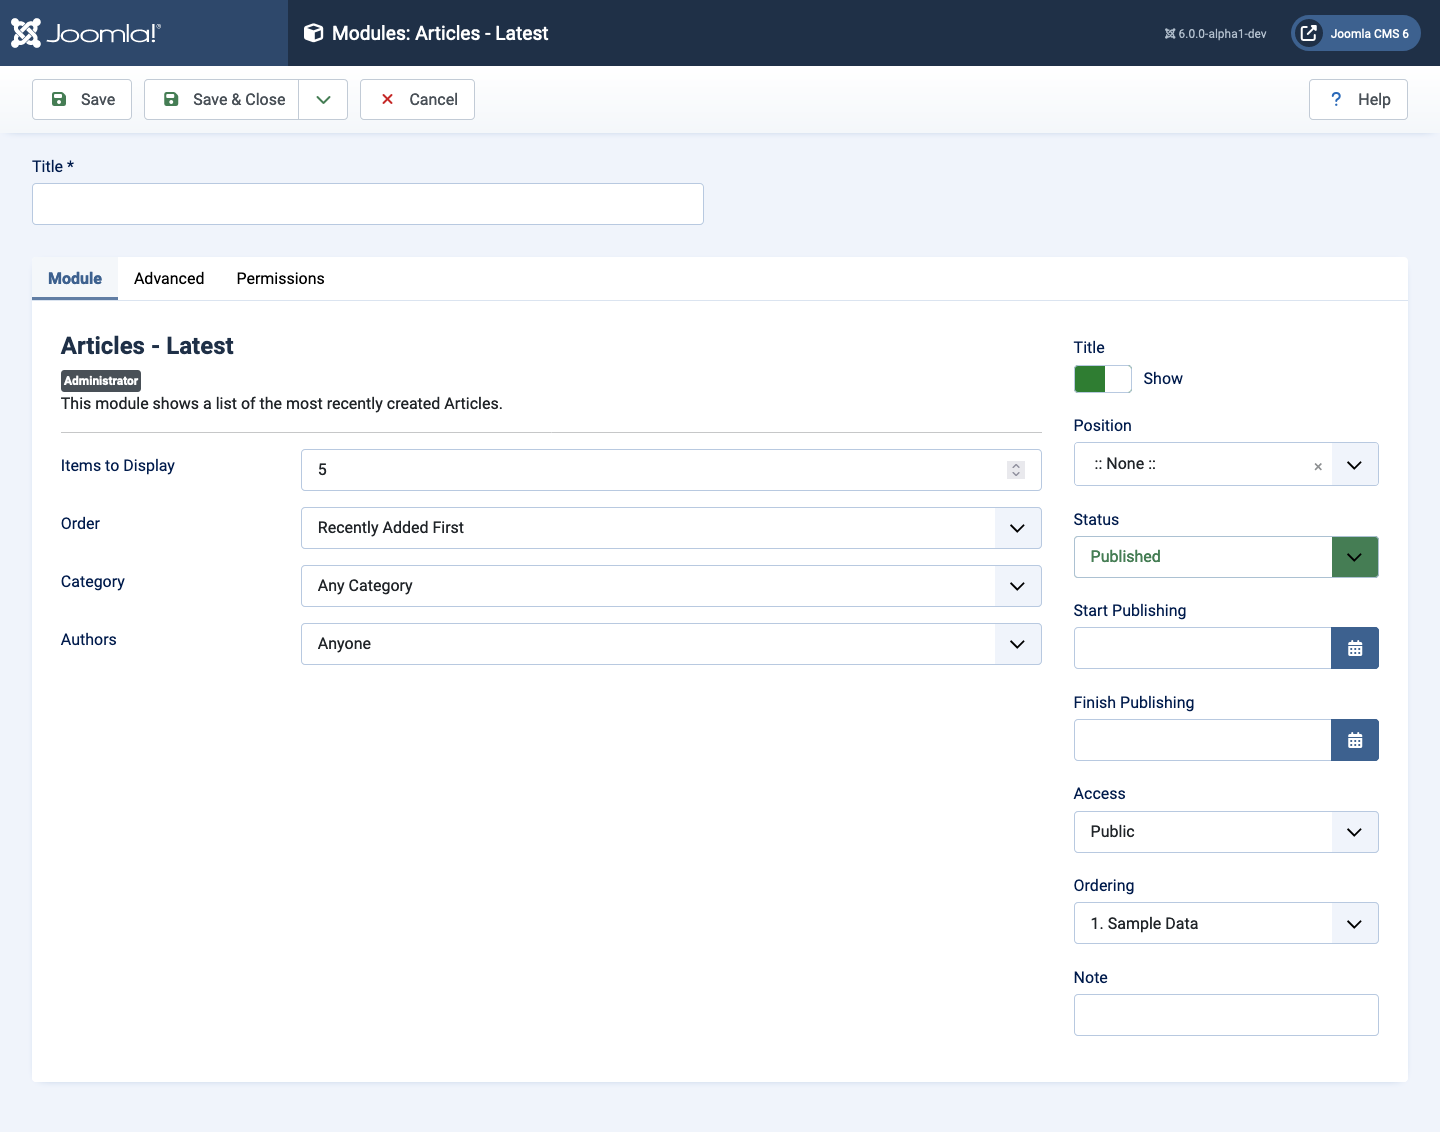 Joomla!®
Modules: Articles - Latest
6.0.0-alpha1-dev
Joomla CMS 6
Save
Save & Close
Cancel
? Help
Title *
Module
Advanced
Permissions
Articles - Latest
Administrator
This module shows a list of the most recently created Articles.
Items to Display
5
Order
Recently Added First
Category
Any Category
Authors
Anyone
Title
Show
Position
:: None ::
×
Status
Published
Start Publishing
Finish Publishing
Access
Public
Ordering
1. Sample Data
Note